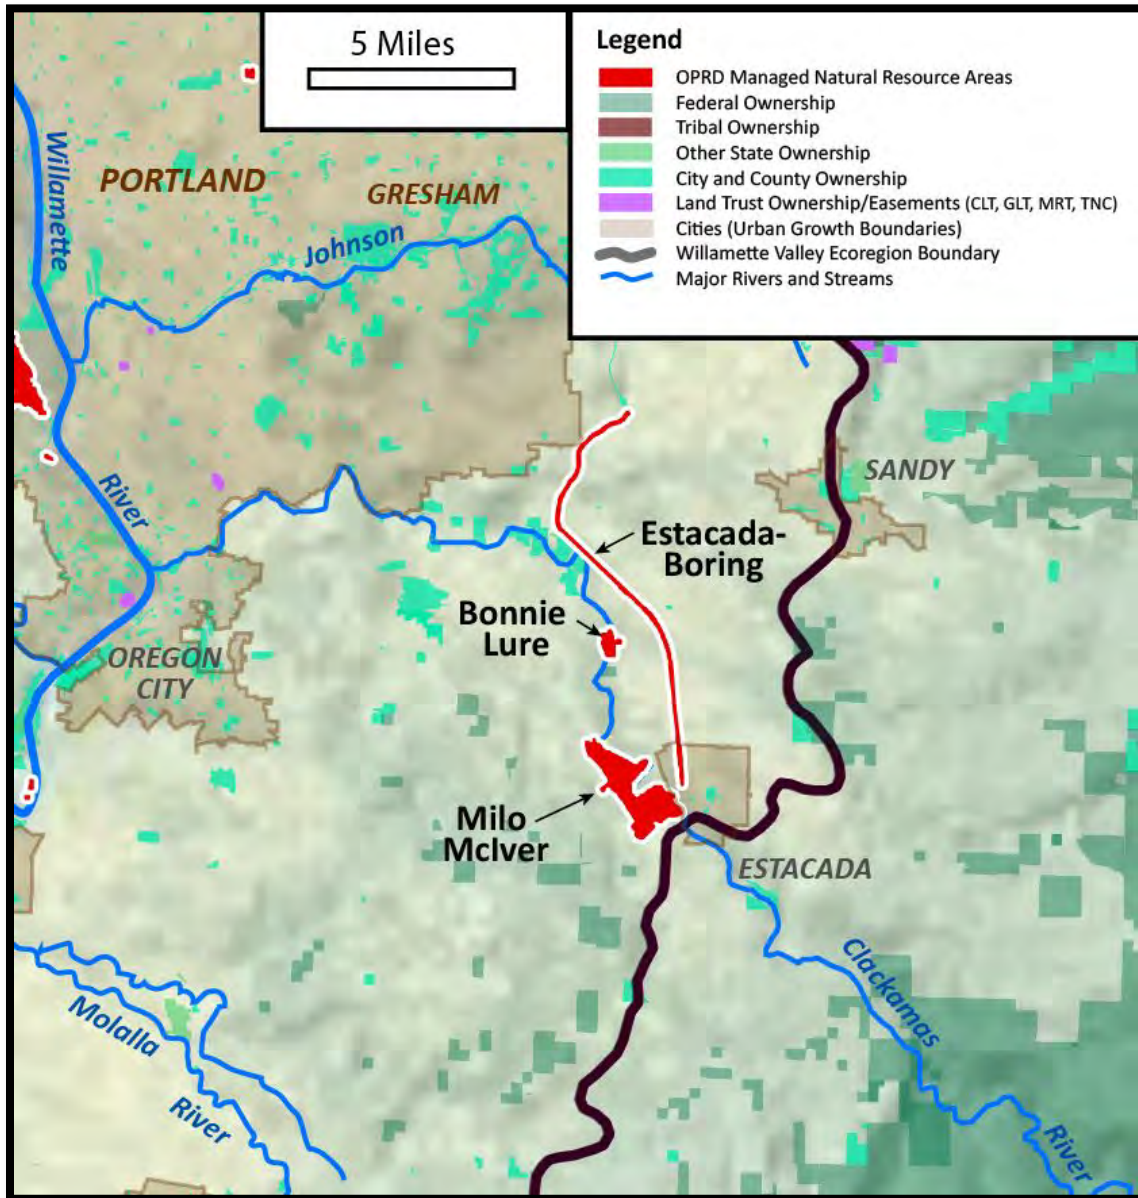 5 Miles
Legend
OPRD Managed Natural Resource Areas
Federal Ownership
Tribal Ownership
Other State Ownership
City and County Ownership
Land Trust Ownership/Easements (CLT, GLT, MRT, TNC)
Cities (Urban Growth Boundaries)
Willamette Valley Ecoregion Boundary
Major Rivers and Streams
Willamette
River
PORTLAND
GRESHAM
Johnson
SANDY
Estacada-
Boring
Bonnie
Lure
OREGON
CITY
Milo
McIver
ESTACADA
Clackamas
River
Molalla
River